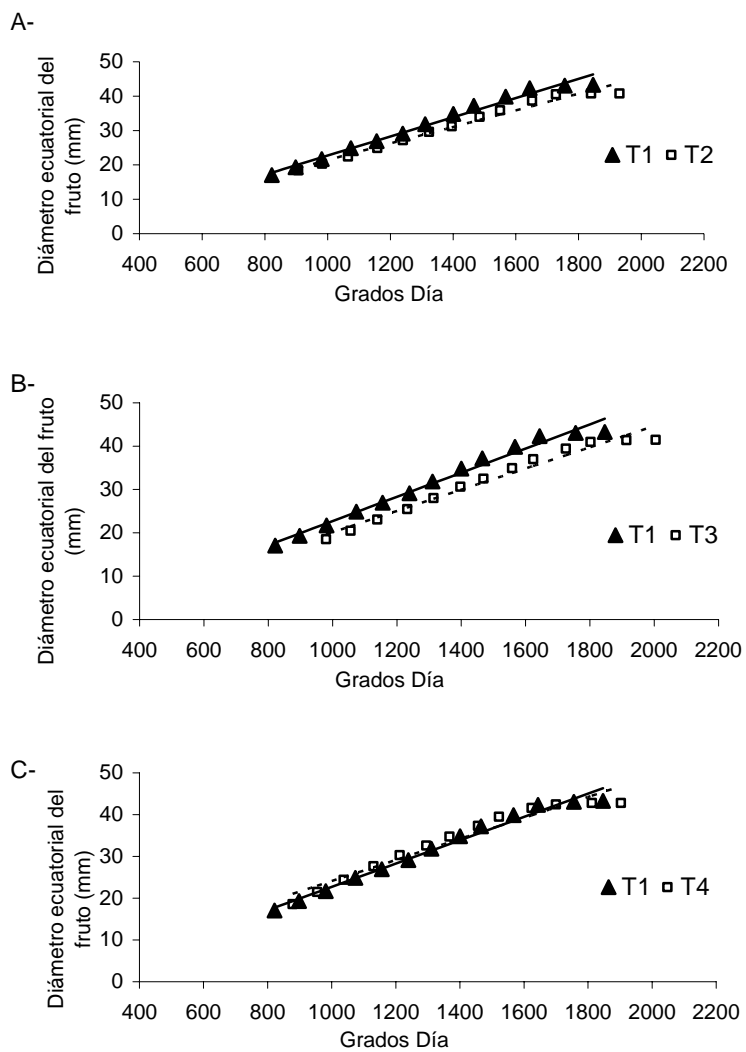 A-
Diámetro ecuatorial del
fruto (mm)
50
40
30
20
10
0
400 600 800 1000 1200 1400 1600 1800 2000 2200
Grados Día
T1 T2
B-
Diámetro ecuatorial del fruto
(mm)
50
40
30
20
10
0
400 600 800 1000 1200 1400 1600 1800 2000 2200
Grados Día
T1 T3
C-
Diámetro ecuatorial del
fruto (mm)
50
40
30
20
10
0
400 600 800 1000 1200 1400 1600 1800 2000 2200
Grados Día
T1 T4